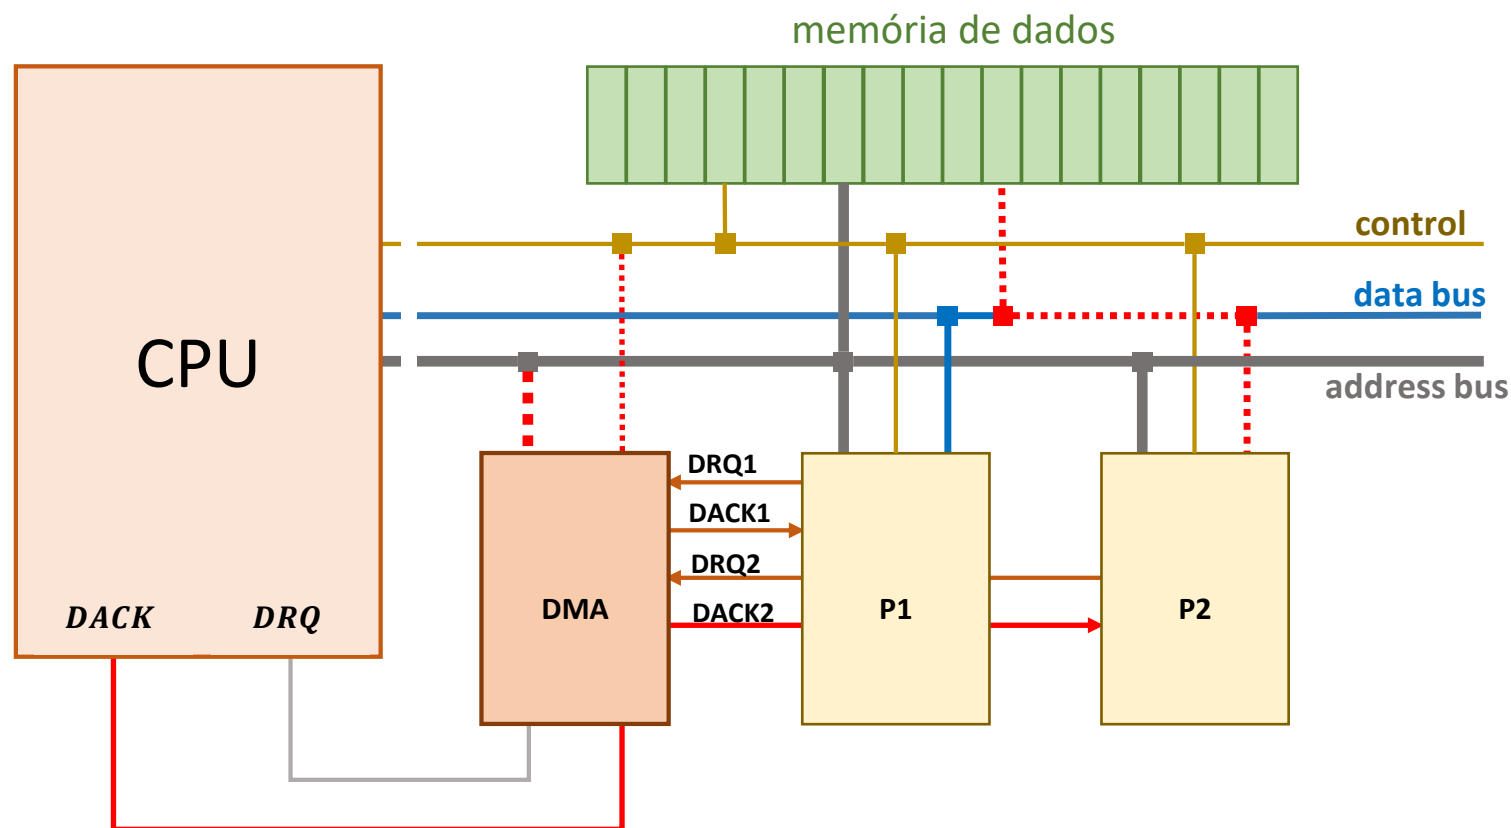 memória de dados
control
data bus
CPU
address bus
DRQ1
DACK1
DRQ2
DACK DRQ
DMA
DACK2
P1
P2